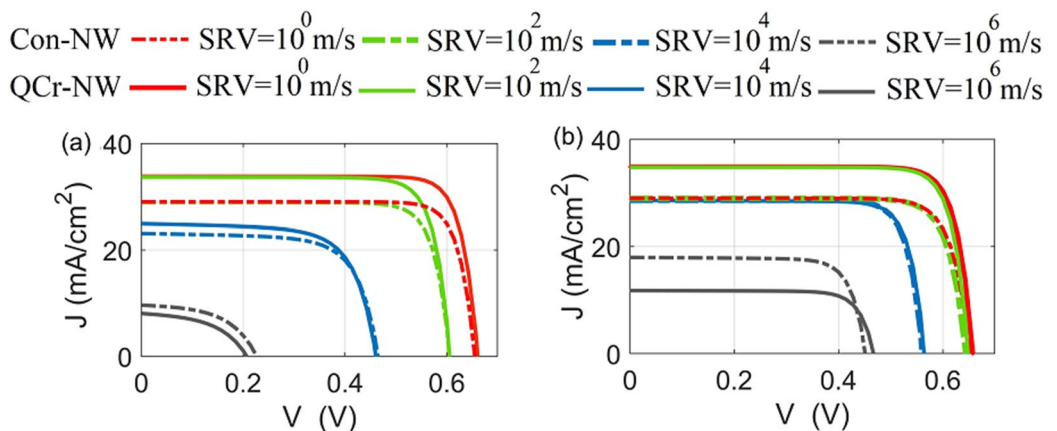 Con-NW SRV=10⁰ m/s SRV=10² m/s SRV=10⁴ m/s SRV=10⁶ m/s
QCr-NW SRV=10⁰ m/s SRV=10² m/s SRV=10⁴ m/s SRV=10⁶ m/s
(a)
40
20
10
0
J (mA/cm²)
0 0.2 0.4 0.6
V (V)
(b)
40
20
0
J (mA/cm²)
0 0.2 0.4 0.6
V (V)